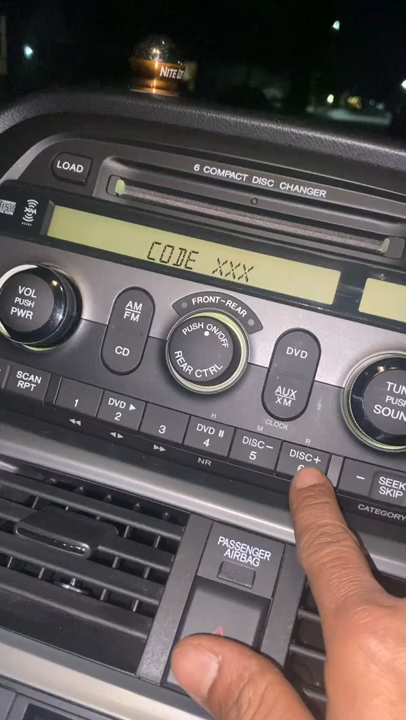 NITE IZE
LOAD
6 COMPACT DISC CHANGER
CODE XXX
VOL
PUSH
PWR
AM
FM
CD
FRONT-REAR
PUSH ON/OFF
REAR CTRL
DVD
AUX
XM
TUNE
PUSH
SOUND
SCAN
RPT
1
DVD ▶
2
3
H
DVD ⏸
4
CLOCK
M
DISC−
5
R
DISC+
6
− SEEK
SKIP
CATEGORY
◀◀
◀▶
▶▶
NR
PASSENGER
AIRBAG